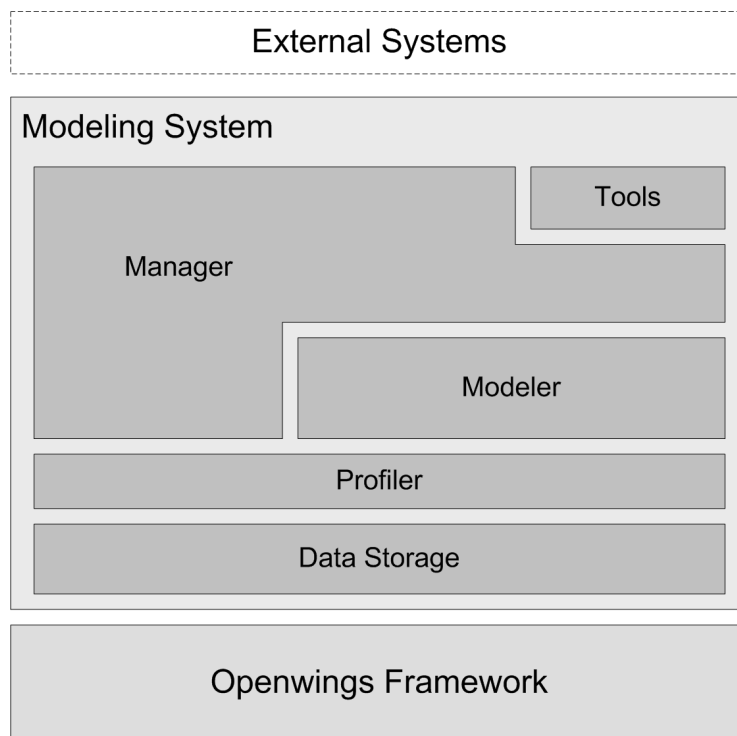 External Systems
Modeling System
Tools
Manager
Modeler
Profiler
Data Storage
Openwings Framework